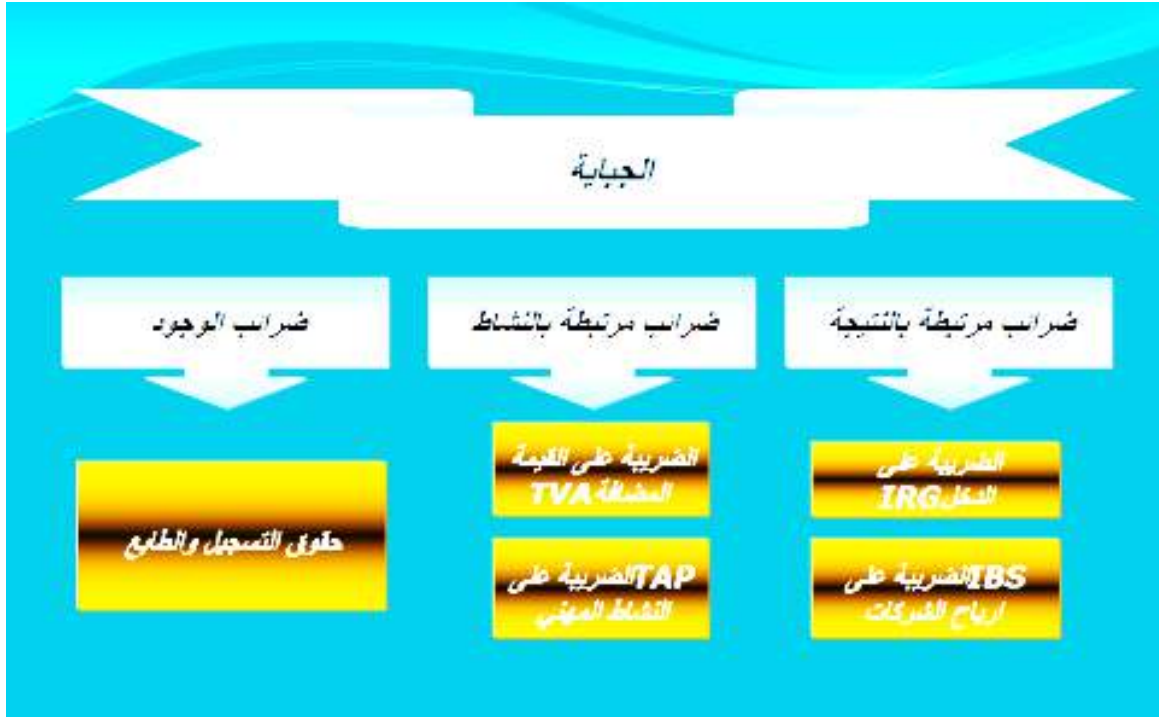 الجباية
ضرائب مرتبطة بالنتيجة
ضرائب مرتبطة بالنشاط
ضرائب الوجود
الضريبة على
الدخل IRG
IBS الضريبة على
ارباح الشركات
الضريبة على القيمة
المضافة TVA
TAP الضريبة على
النشاط المهني
حقوق التسجيل والطابع